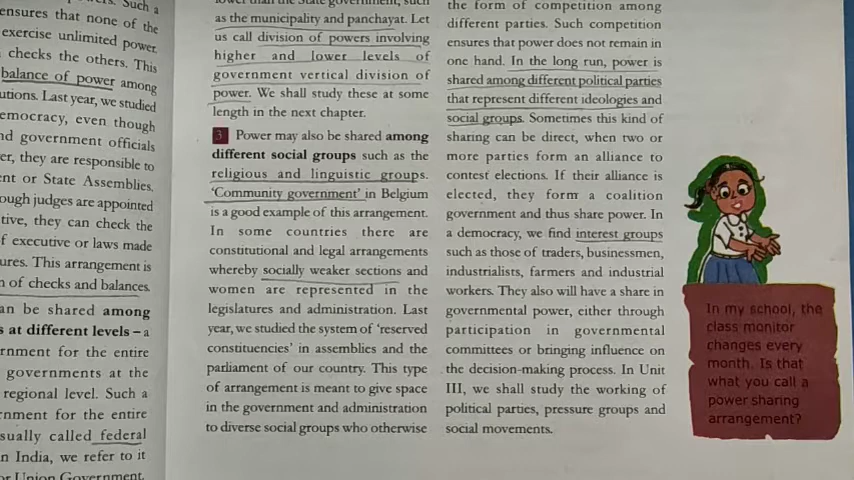 ensures that none of the
exercise unlimited power.
checks the others. This
balance of power among
utions. Last year, we studied
emocracy, even though
nd government officials
er, they are responsible to
ent or State Assemblies.
ough judges are appointed
tive, they can check the
f executive or laws made
ures. This arrangement is
n of checks and balances.
an be shared among
s at different levels – a
rnment for the entire
governments at the
regional level. Such a
rnment for the entire
sually called federal
n India, we refer to it
or Union Government,
as the municipality and panchayat. Let
us call division of powers involving
higher and lower levels of
government vertical division of
power. We shall study these at some
length in the next chapter.
3 Power may also be shared among
different social groups such as the
religious and linguistic groups.
‘Community government’ in Belgium
is a good example of this arrangement.
In some countries there are
constitutional and legal arrangements
whereby socially weaker sections and
women are represented in the
legislatures and administration. Last
year, we studied the system of ‘reserved
constituencies’ in assemblies and the
parliament of our country. This type
of arrangement is meant to give space
in the government and administration
to diverse social groups who otherwise
the form of competition among
different parties. Such competition
ensures that power does not remain in
one hand. In the long run, power is
shared among different political parties
that represent different ideologies and
social groups. Sometimes this kind of
sharing can be direct, when two or
more parties form an alliance to
contest elections. If their alliance is
elected, they form a coalition
government and thus share power. In
a democracy, we find interest groups
such as those of traders, businessmen,
industrialists, farmers and industrial
workers. They also will have a share in
governmental power, either through
participation in governmental
committees or bringing influence on
the decision-making process. In Unit
III, we shall study the working of
political parties, pressure groups and
social movements.
In my school, the
class monitor
changes every
month. Is that
what you call a
power sharing
arrangement?